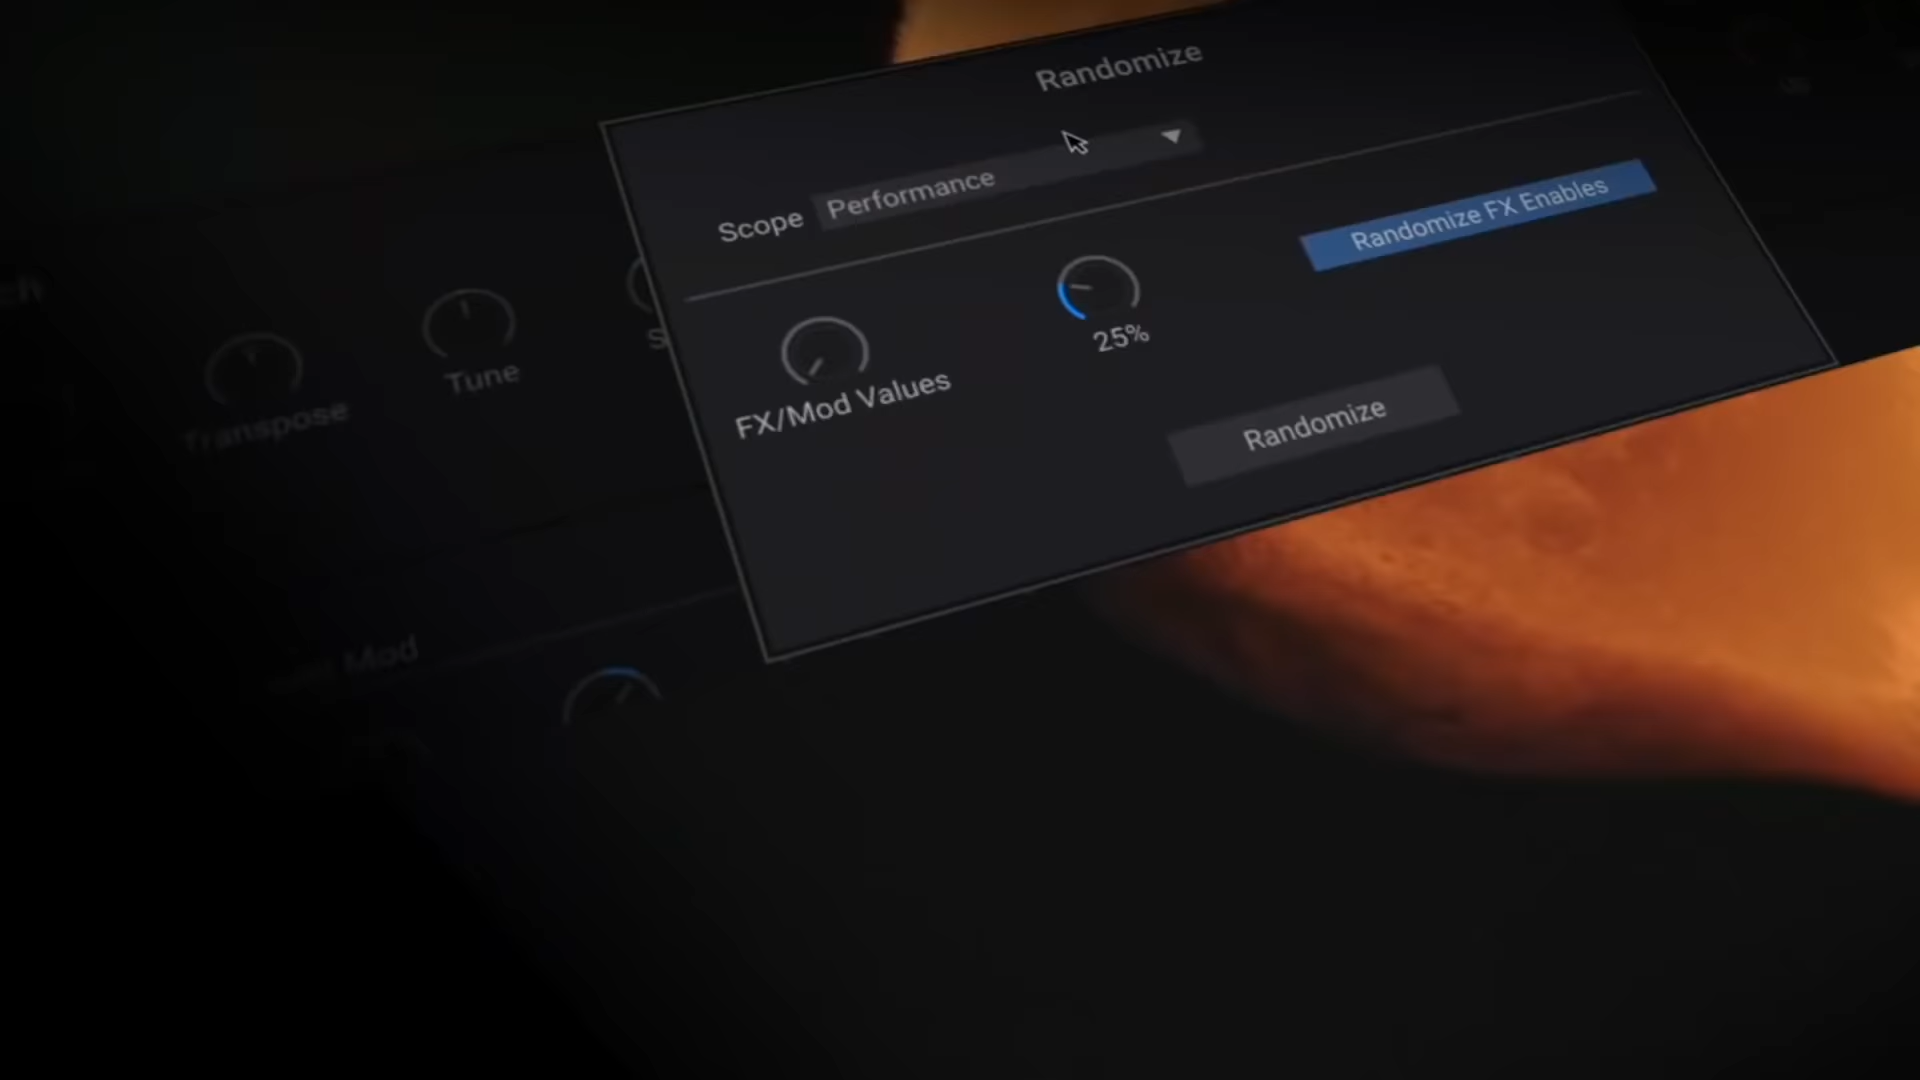 Randomize
Scope Performance
Randomize FX Enables
25%
FX/Mod Values
Randomize
Tune
Transpose
Mod